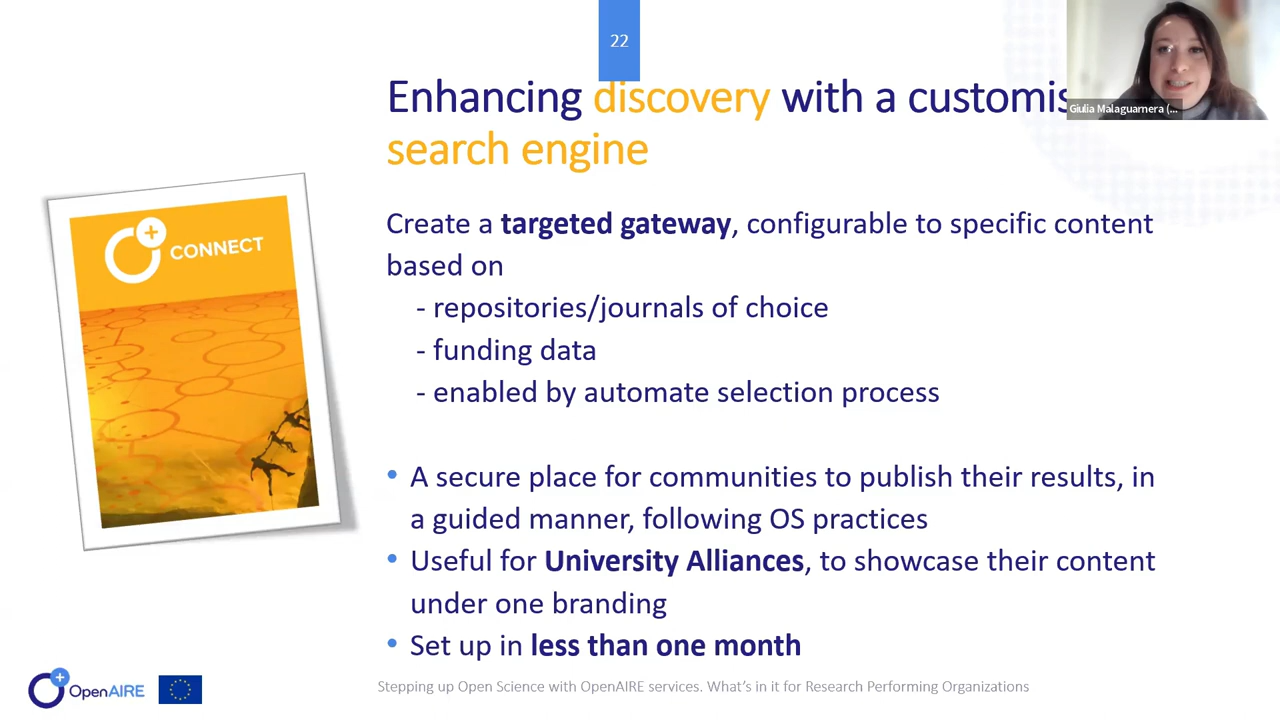 22
Enhancing discovery with a customis
search engine
Giulia Malaguarnera (...
CONNECT
Create a targeted gateway, configurable to specific content
based on
- repositories/journals of choice
- funding data
- enabled by automate selection process
• A secure place for communities to publish their results, in
a guided manner, following OS practices
• Useful for University Alliances, to showcase their content
under one branding
• Set up in less than one month
OpenAIRE
Stepping up Open Science with OpenAIRE services. What's in it for Research Performing Organizations